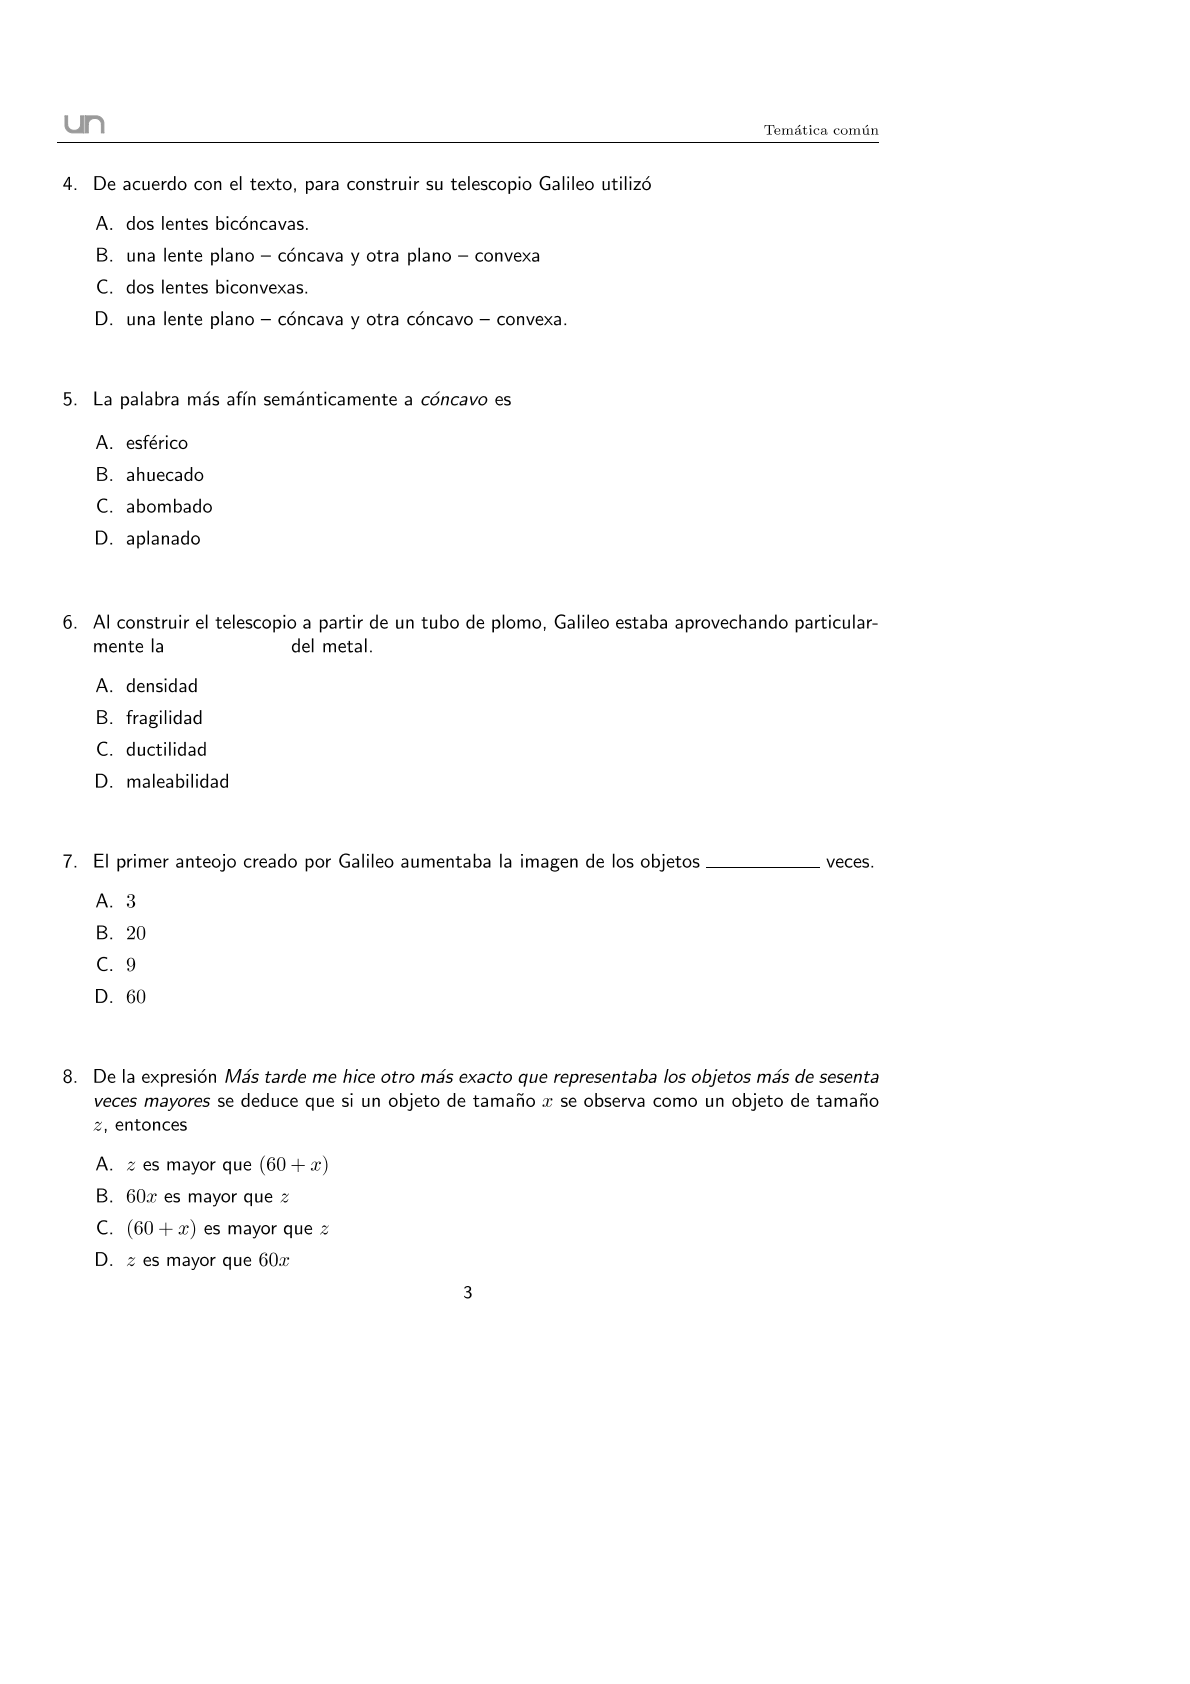 un
Temática común
4. De acuerdo con el texto, para construir su telescopio Galileo utilizó
A. dos lentes bicóncavas.
B. una lente plano – cóncava y otra plano – convexa
C. dos lentes biconvexas.
D. una lente plano – cóncava y otra cóncavo – convexa.
5. La palabra más afín semánticamente a cóncavo es
A. esférico
B. ahuecado
C. abombado
D. aplanado
6. Al construir el telescopio a partir de un tubo de plomo, Galileo estaba aprovechando particular-
mente la del metal.
A. densidad
B. fragilidad
C. ductilidad
D. maleabilidad
7. El primer anteojo creado por Galileo aumentaba la imagen de los objetos ____________ veces.
A. 3
B. 20
C. 9
D. 60
8. De la expresión Más tarde me hice otro más exacto que representaba los objetos más de sesenta
veces mayores se deduce que si un objeto de tamaño x se observa como un objeto de tamaño
z, entonces
A. z es mayor que (60 + x)
B. 60x es mayor que z
C. (60 + x) es mayor que z
D. z es mayor que 60x
3